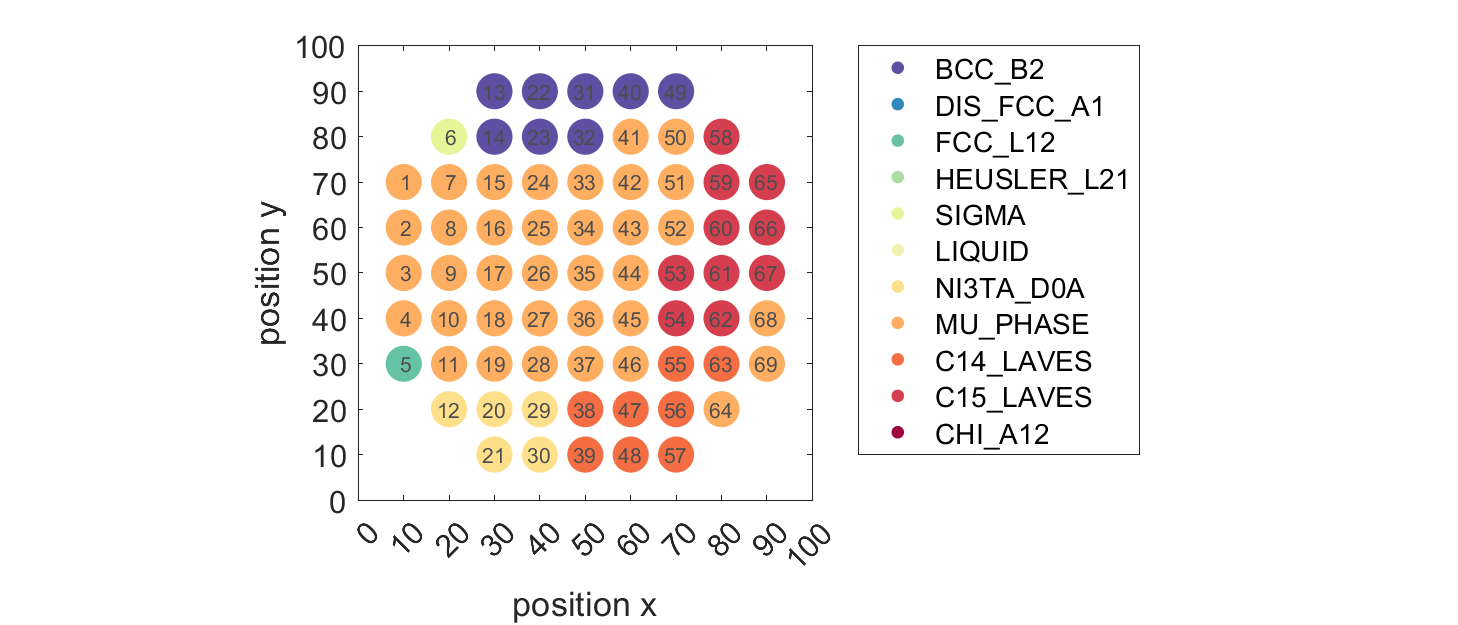 100
90 13 22 31 40 49
80 6 14 23 32 41 50 58
70 1 7 15 24 33 42 51 59 65
60 2 8 16 25 34 43 52 60 66
50 3 9 17 26 35 44 53 61 67
40 4 10 18 27 36 45 54 62 68
30 5 11 19 28 37 46 55 63 69
20 12 20 29 38 47 56 64
10 21 30 39 48 57
0
position y
0 10 20 30 40 50 60 70 80 90 100
position x
BCC_B2
DIS_FCC_A1
FCC_L12
HEUSLER_L21
SIGMA
LIQUID
NI3TA_D0A
MU_PHASE
C14_LAVES
C15_LAVES
CHI_A12